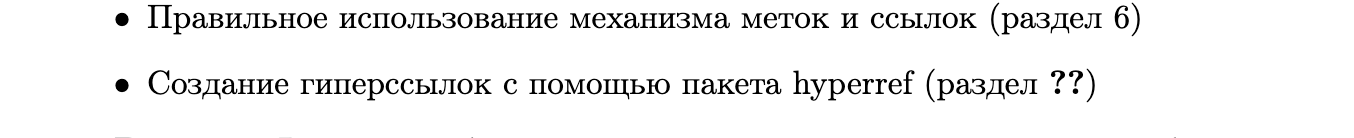 • Правильное использование механизма меток и ссылок (раздел 6)
• Создание гиперссылок с помощью пакета hyperref (раздел ??)